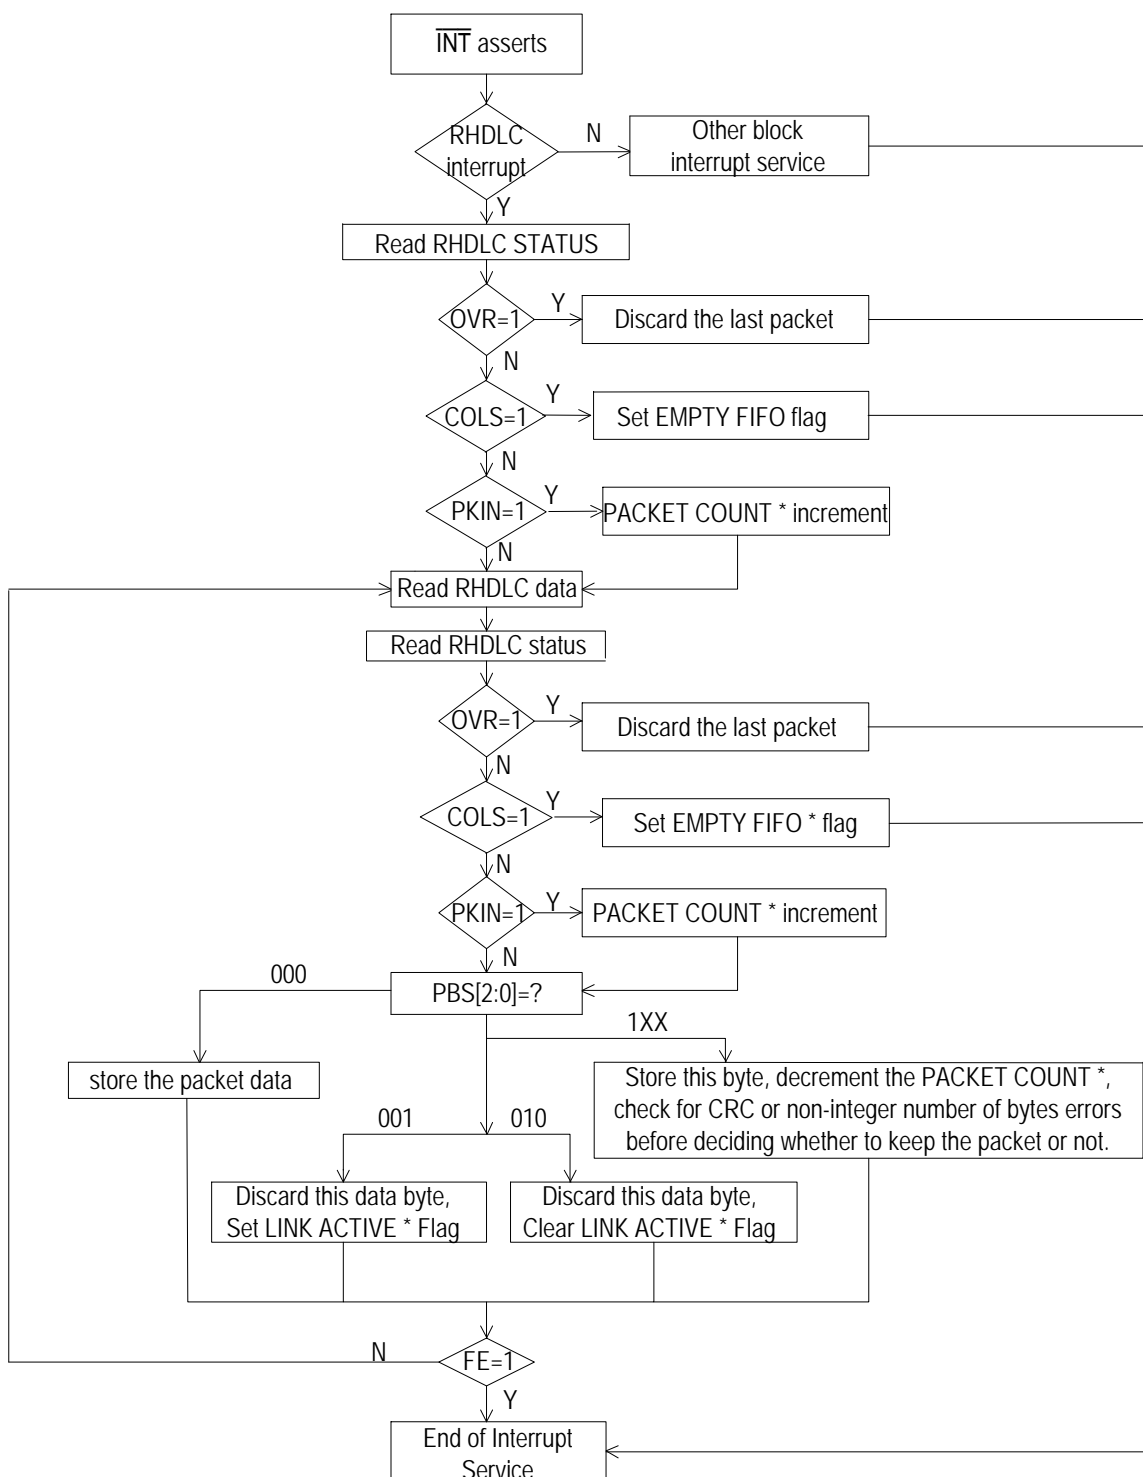 INT asserts
RHDLC
interrupt
N
Other block
interrupt service
Y
Read RHDLC STATUS
OVR=1
Y
Discard the last packet
N
COLS=1
Y
Set EMPTY FIFO flag
N
PKIN=1
Y
PACKET COUNT * increment
N
Read RHDLC data
Read RHDLC status
OVR=1
Y
Discard the last packet
N
COLS=1
Y
Set EMPTY FIFO * flag
N
PKIN=1
Y
PACKET COUNT * increment
N
000
PBS[2:0]=?
1XX
store the packet data
Store this byte, decrement the PACKET COUNT *,
check for CRC or non-integer number of bytes errors
before deciding whether to keep the packet or not.
001
010
Discard this data byte,
Set LINK ACTIVE * Flag
Discard this data byte,
Clear LINK ACTIVE * Flag
N
FE=1
Y
End of Interrupt
Service